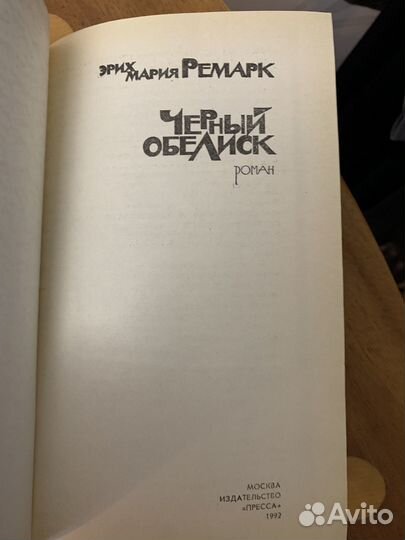 ЭРИХ МАРИЯ РЕМАРК
ЧЕРНЫЙ
ОБЕЛИСК
РОМАН
МОСКВА
ИЗДАТЕЛЬСТВО
«ПРЕССА»
1992
Avito